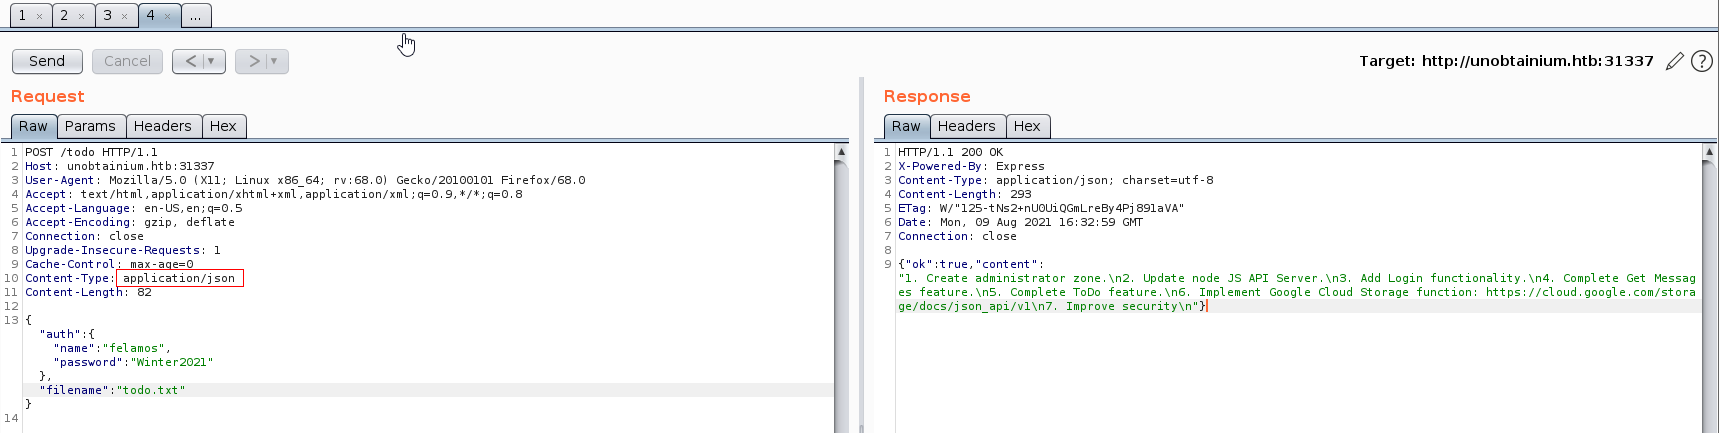 1 × 2 × 3 × 4 × ...
Send Cancel < ▼ > ▼ Target: http://unobtainium.htb:31337 ?
Request
Raw Params Headers Hex
1 POST /todo HTTP/1.1
2 Host: unobtainium.htb:31337
3 User-Agent: Mozilla/5.0 (X11; Linux x86_64; rv:68.0) Gecko/20100101 Firefox/68.0
4 Accept: text/html,application/xhtml+xml,application/xml;q=0.9,*/*;q=0.8
5 Accept-Language: en-US,en;q=0.5
6 Accept-Encoding: gzip, deflate
7 Connection: close
8 Upgrade-Insecure-Requests: 1
9 Cache-Control: max-age=0
10 Content-Type: application/json
11 Content-Length: 82
12
13 {
"auth":{
"name":"felamos",
"password":"Winter2021"
},
"filename":"todo.txt"
}
14
Response
Raw Headers Hex
1 HTTP/1.1 200 OK
2 X-Powered-By: Express
3 Content-Type: application/json; charset=utf-8
4 Content-Length: 293
5 ETag: W/"125-tNs2+nU0UiQGmLreBy4Pj891aVA"
6 Date: Mon, 09 Aug 2021 16:32:59 GMT
7 Connection: close
8
9 {"ok":true,"content":
"1. Create administrator zone.\n2. Update node JS API Server.\n3. Add Login functionality.\n4. Complete Get Messag
es feature.\n5. Complete ToDo feature.\n6. Implement Google Cloud Storage function: https://cloud.google.com/stora
ge/docs/json_api/v1\n7. Improve security\n"}